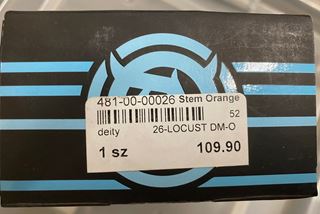 481-00-00026 Stem Orange
52
deity 26-LOCUST DM-O
1 sz 109.90